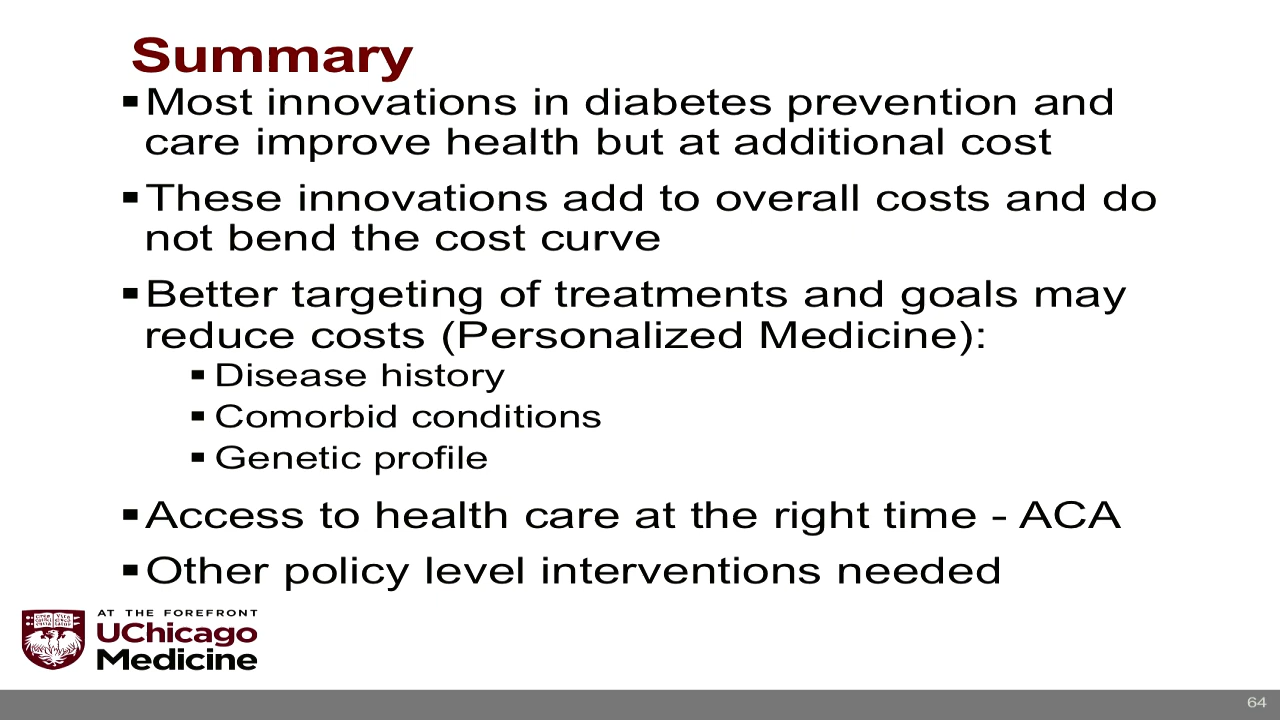 Summary
▪Most innovations in diabetes prevention and
care improve health but at additional cost
▪These innovations add to overall costs and do
not bend the cost curve
▪Better targeting of treatments and goals may
reduce costs (Personalized Medicine):
▪ Disease history
▪ Comorbid conditions
▪ Genetic profile
▪Access to health care at the right time - ACA
▪Other policy level interventions needed
AT THE FOREFRONT
UChicago
Medicine
64